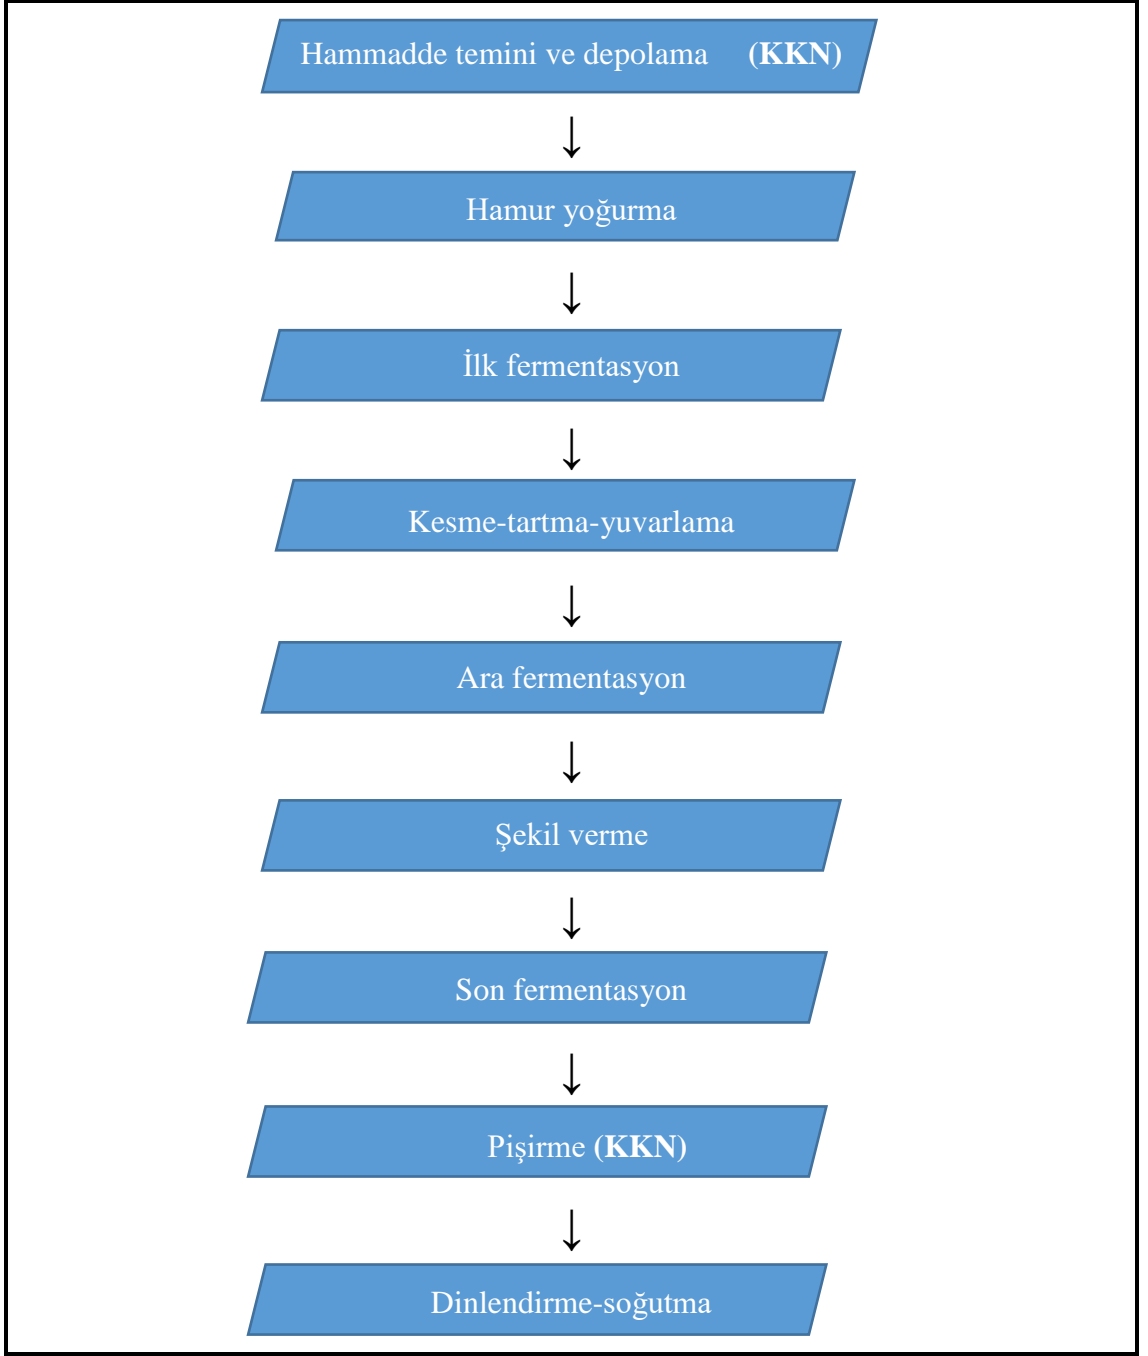 Hammadde temini ve depolama (KKN)
↓
Hamur yoğurma
↓
İlk fermentasyon
↓
Kesme-tartma-yuvarlama
↓
Ara fermentasyon
↓
Şekil verme
↓
Son fermentasyon
↓
Pişirme (KKN)
↓
Dinlendirme-soğutma